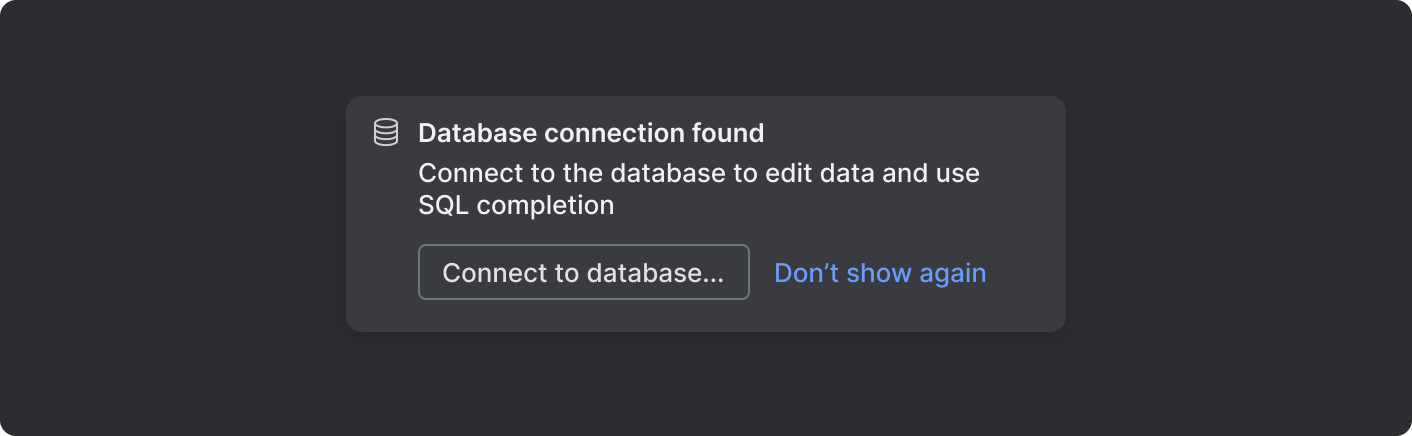 Database connection found
Connect to the database to edit data and use
SQL completion
Connect to database...
Don’t show again